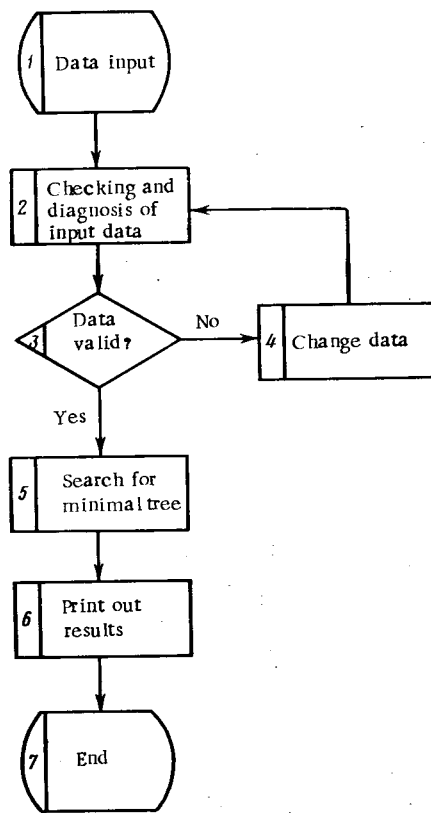 1 Data input
2 Checking and
diagnosis of
input data
3 Data
valid?
No
4 Change data
Yes
5 Search for
minimal tree
6 Print out
results
7 End